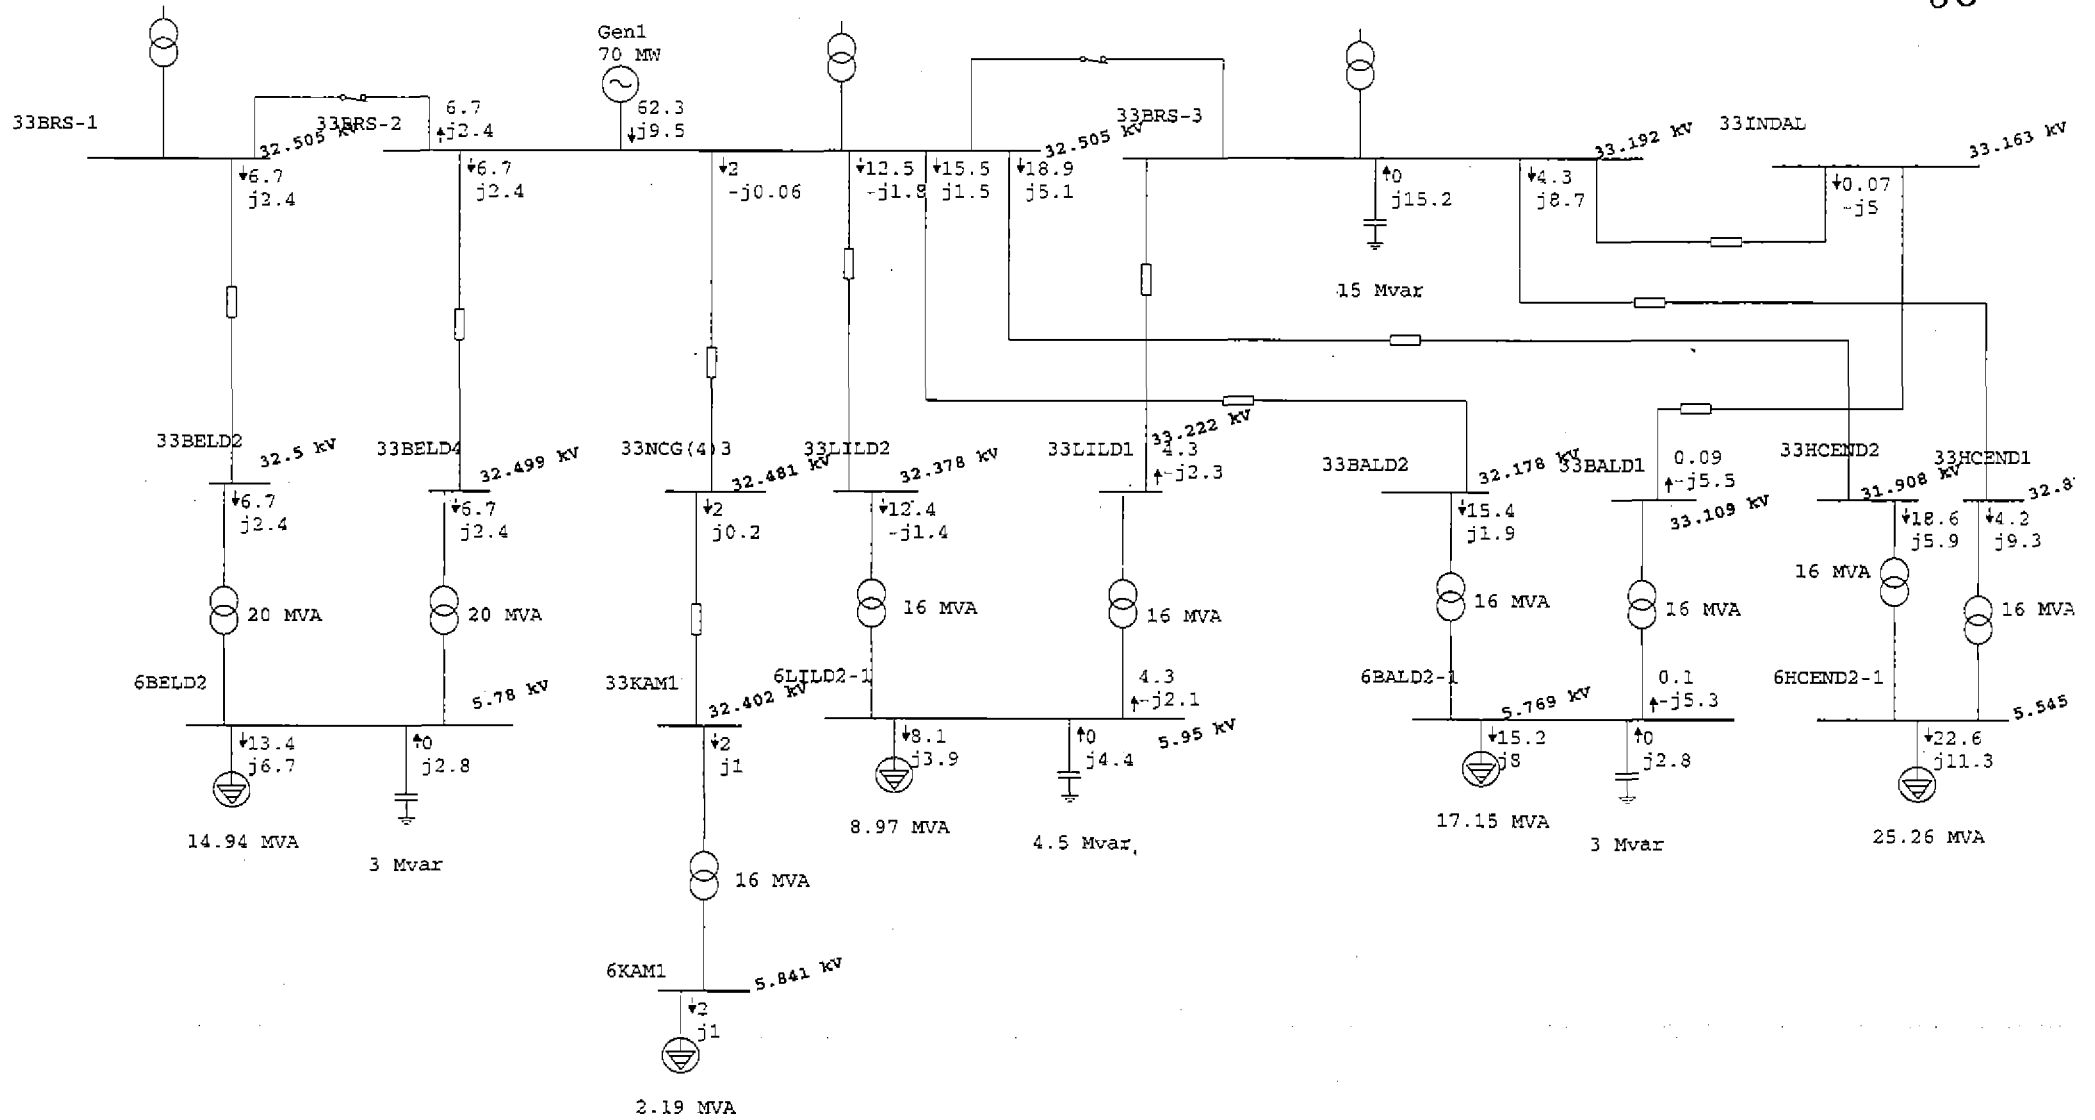 Gen1
70 MW
33BRS-1
33BRS-2
33BRS-3
33INDAL
6.7
j2.4
62.3
j9.5
32.505 kV
32.505 kV
33.192 kV
33.163 kV
6.7
j2.4
6.7
j2.4
2
-j0.06
12.5
-j1.8
15.5
j1.5
18.9
j5.1
0
j15.2
4.3
j8.7
0.07
-j5
15 Mvar
33BELD2
32.5 kV
33BELD4
32.499 kV
33NCG(4)3
32.481 kV
33LILD2
32.378 kV
33LILD1
33.222 kV
4.3
-j2.3
33BALD2
32.178 kV
33BALD1
0.09
-j5.5
33.109 kV
33HCEND2
31.908 kV
33HCEND1
6.7
j2.4
6.7
j2.4
2
j0.2
12.4
-j1.4
15.4
j1.9
18.6
j5.9
4.2
j9.3
20 MVA
20 MVA
16 MVA
16 MVA
16 MVA
16 MVA
16 MVA
16 MVA
6BELD2
5.78 kV
33KAM1
32.402 kV
6LILD2-1
4.3
-j2.1
5.95 kV
6BALD2-1
5.769 kV
0.1
-j5.3
6HCEND2-1
5.545
13.4
j6.7
0
j2.8
2
j1
8.1
j3.9
0
j4.4
15.2
j8
0
j2.8
22.6
j11.3
14.94 MVA
3 Mvar
8.97 MVA
4.5 Mvar
17.15 MVA
3 Mvar
25.26 MVA
16 MVA
6KAM1
5.841 kV
2
j1
2.19 MVA